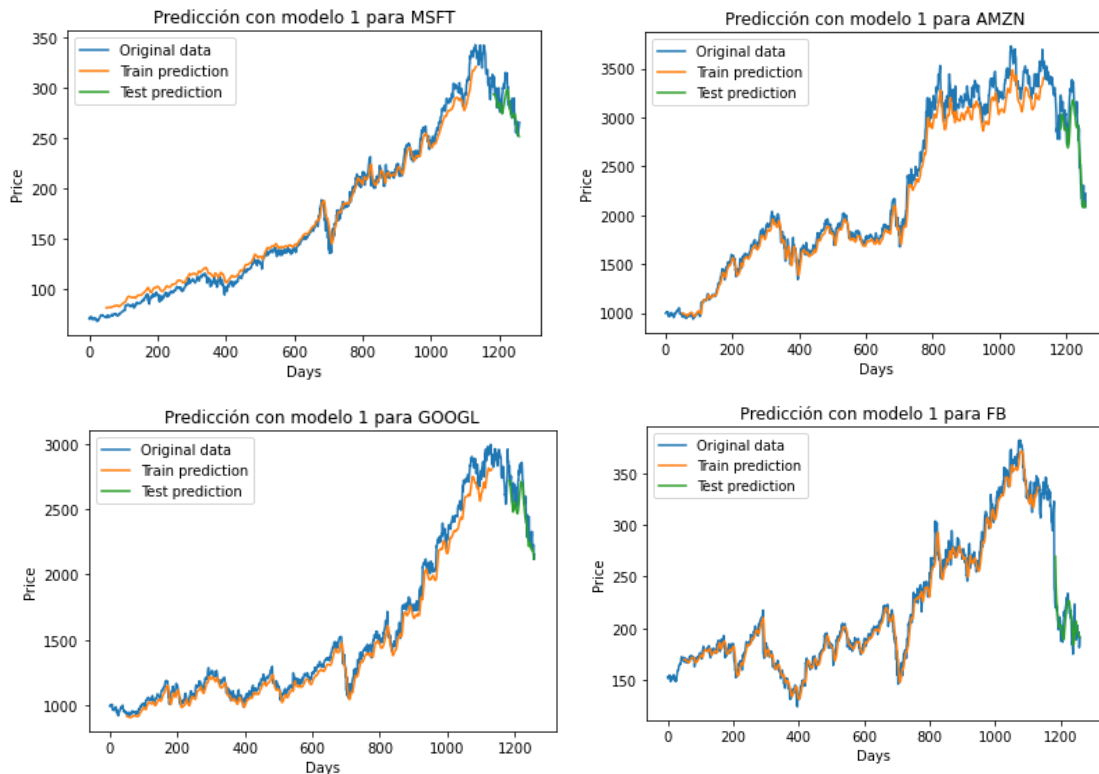 Predicción con modelo 1 para MSFT
350
300
250
200
150
100
Price
Original data
Train prediction
Test prediction
0 200 400 600 800 1000 1200
Days
Predicción con modelo 1 para AMZN
3500
3000
2500
2000
1500
1000
Price
Original data
Train prediction
Test prediction
0 200 400 600 800 1000 1200
Days
Predicción con modelo 1 para GOOGL
3000
2500
2000
1500
1000
Price
Original data
Train prediction
Test prediction
0 200 400 600 800 1000 1200
Days
Predicción con modelo 1 para FB
350
300
250
200
150
Price
Original data
Train prediction
Test prediction
0 200 400 600 800 1000 1200
Days